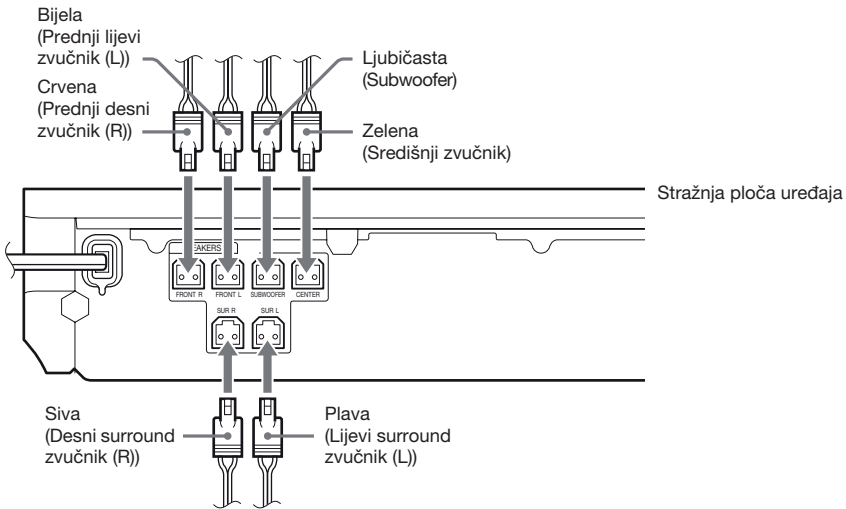 Bijela
(Prednji lijevi
zvučnik (L))
Crvena
(Prednji desni
zvučnik (R))
Ljubičasta
(Subwoofer)
Zelena
(Središnji zvučnik)
Stražnja ploča uređaja
EAKERS
FRONT R
FRONT L
SUBWOOFER
CENTER
SUR R
SUR L
Siva
(Desni surround
zvučnik (R))
Plava
(Lijevi surround
zvučnik (L))